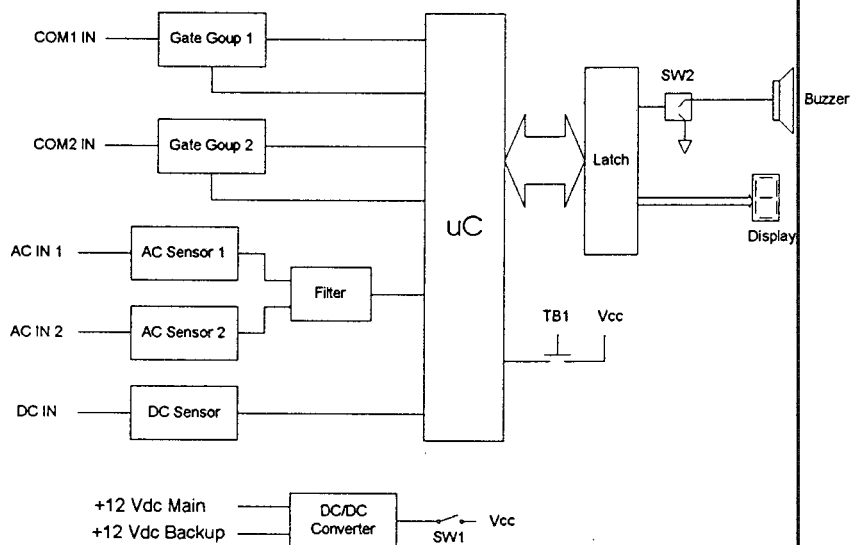 COM1 IN
Gate Goup 1
COM2 IN
Gate Goup 2
AC IN 1
AC Sensor 1
Filter
AC IN 2
AC Sensor 2
DC IN
DC Sensor
uC
Latch
SW2
Buzzer
Display
TB1
Vcc
+12 Vdc Main
+12 Vdc Backup
DC/DC
Converter
SW1
Vcc